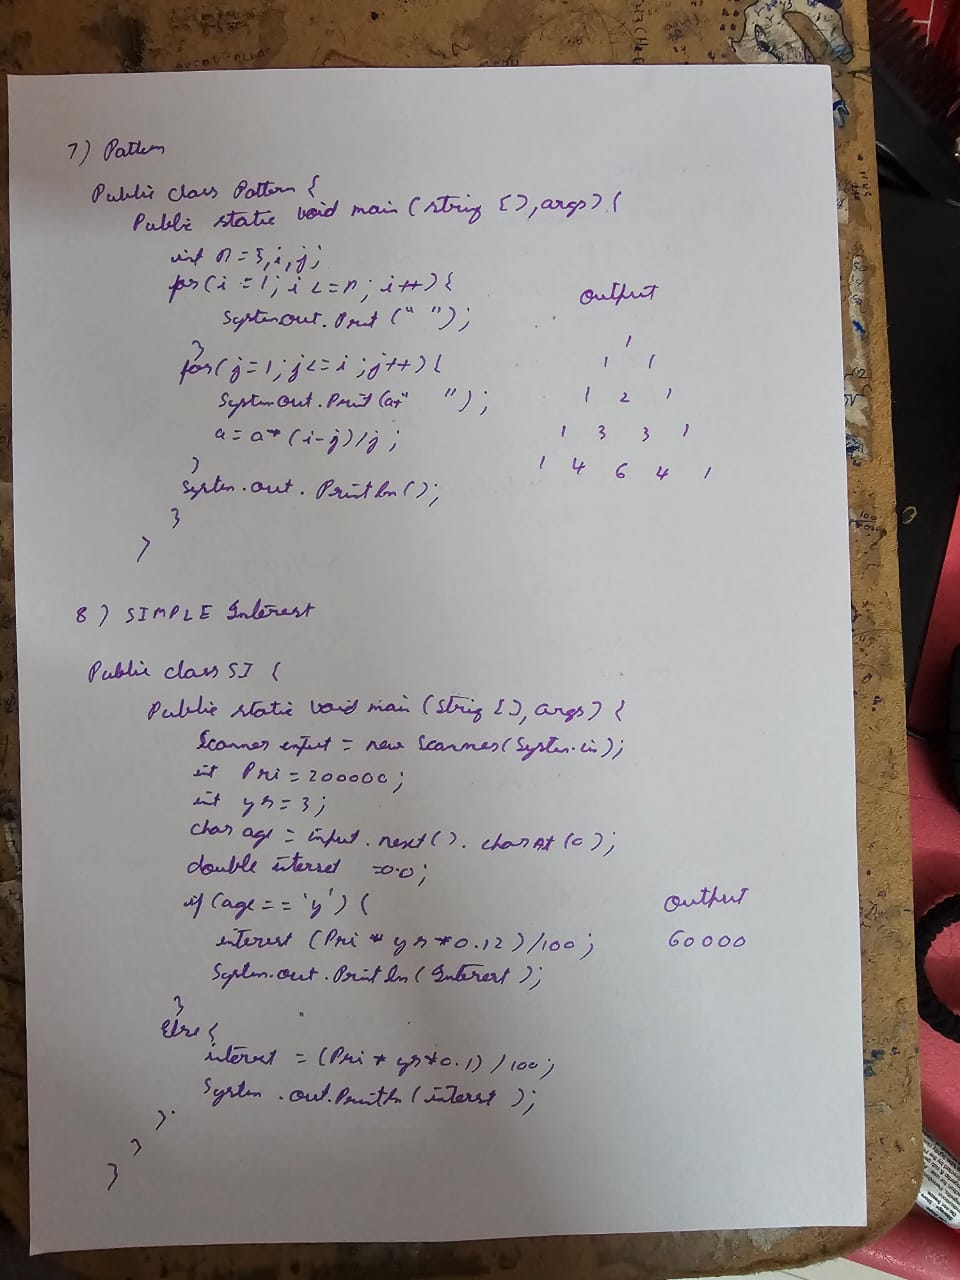 7) Pattern
Public class Pattern {
Public static void main (string [], args) {
int n = 5, i, j;
for (i = 1; i <= n; i++) {
System out. Print (" ");
}
for (j = 1; j <= i; j++) {
System out. Print (a+" ");
a = a * (i-j)/j;
}
System. out. Println ();
}
}
output
1
1 1
1 2 1
1 3 3 1
1 4 6 4 1
8) SIMPLE Interest
Public class SI {
Public static void main (String [], args) {
Scanner input = new Scanner (System.in);
int Pri = 200000;
int yr = 3;
char age = input. next(). charAt (0);
double interest = 0.0;
if (age == 'y') {
interest (Pri * yr * 0.12) / 100;
System.out. Println (Interest);
}
Else {
interest = (Pri * yr * 0.1) / 100;
System .out. Println (interst );
}.
}
}
output
60000